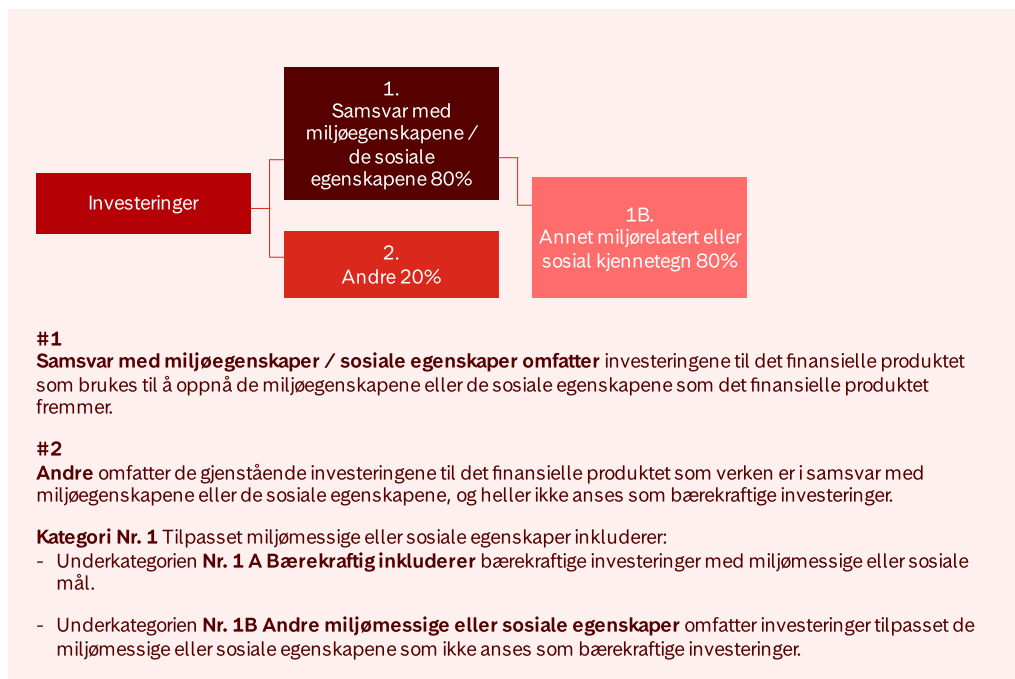 1.
Samsvar med
miljøegenskapene /
de sosiale
egenskapene 80%
Investeringer
1B.
Annet miljørelatert eller
sosial kjennetegn 80%
2.
Andre 20%
#1
Samsvar med miljøegenskaper / sosiale egenskaper omfatter investeringene til det finansielle produktet
som brukes til å oppnå de miljøegenskapene eller de sosiale egenskapene som det finansielle produktet
fremmer.
#2
Andre omfatter de gjenstående investeringene til det finansielle produktet som verken er i samsvar med
miljøegenskapene eller de sosiale egenskapene, og heller ikke anses som bærekraftige investeringer.
Kategori Nr. 1 Tilpasset miljømessige eller sosiale egenskaper inkluderer:
- Underkategorien Nr. 1 A Bærekraftig inkluderer bærekraftige investeringer med miljømessige eller sosiale
mål.
- Underkategorien Nr. 1B Andre miljømessige eller sosiale egenskaper omfatter investeringer tilpasset de
miljømessige eller sosiale egenskapene som ikke anses som bærekraftige investeringer.